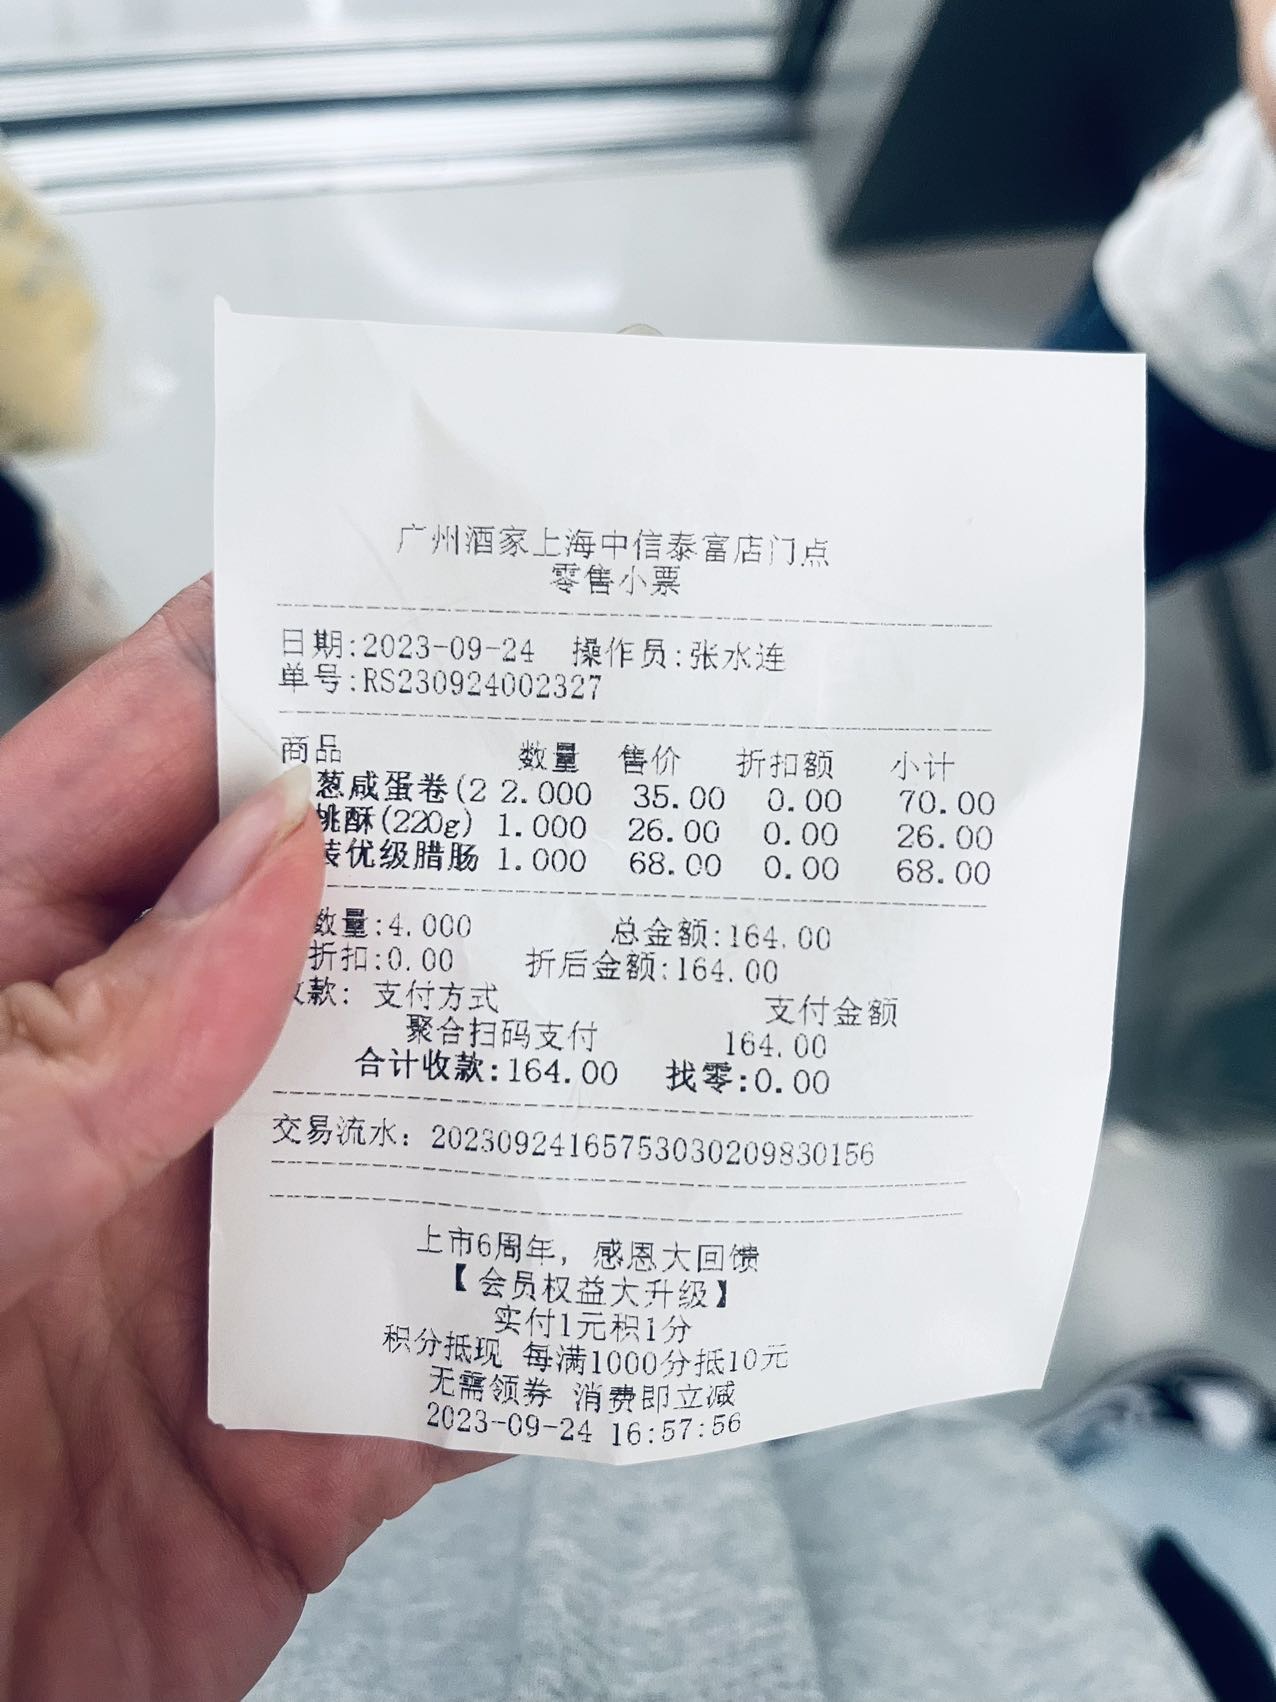 广州酒家上海中信泰富店门点
零售小票
日期:2023-09-24 操作员:张水连
单号:RS230924002327
商品 数量 售价 折扣额 小计
葱咸蛋卷(2 2.000 35.00 0.00 70.00
桃酥(220g) 1.000 26.00 0.00 26.00
装优级腊肠 1.000 68.00 0.00 68.00
数量:4.000 总金额:164.00
折扣:0.00 折后金额:164.00
收款: 支付方式 支付金额
聚合扫码支付 164.00
合计收款:164.00 找零:0.00
交易流水: 2023092416575303020983​0156
上市6周年, 感恩大回馈
【会员权益大升级】
实付1元积1分
积分抵现 每满1000分抵10元
无需领券 消费即立减
2023-09-24 16:57:56